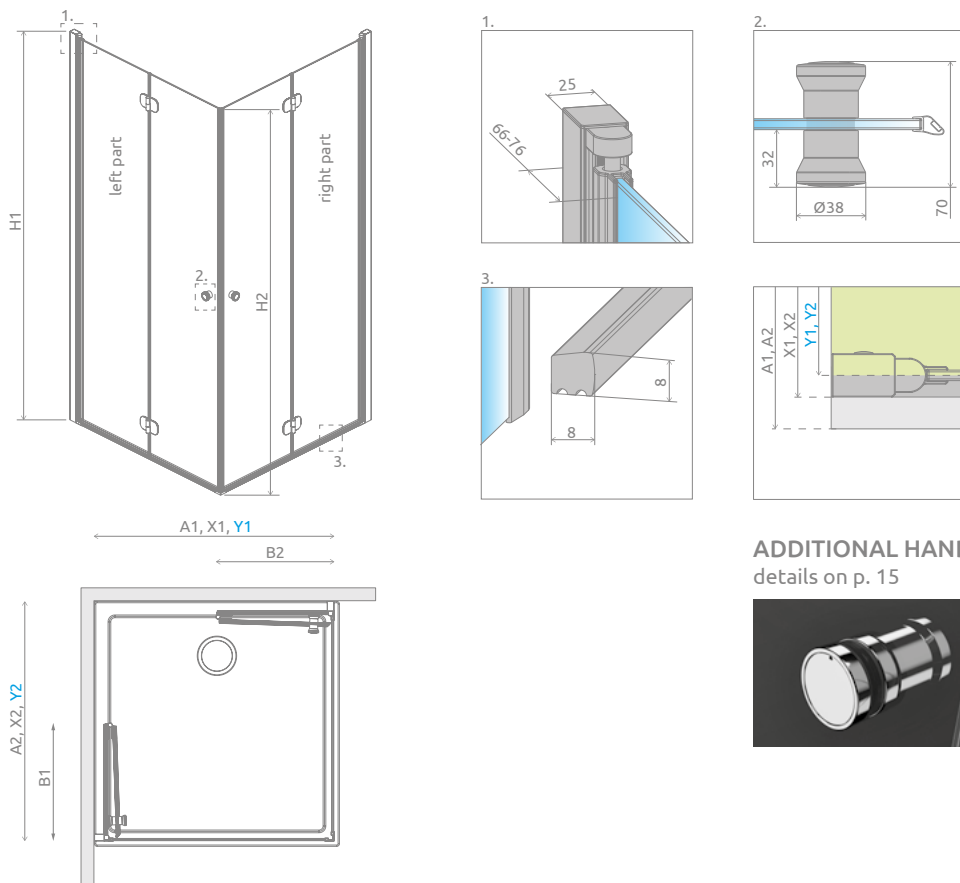 1.
H1
left part
right part
2.
H2
3.
A1, X1, Y1
B2
A2, X2, Y2
B1
1.
25
66-76
2.
32
Ø38
70
3.
8
8
A1, A2
X1, X2
Y1, Y2
ADDITIONAL HAN
details on p. 15